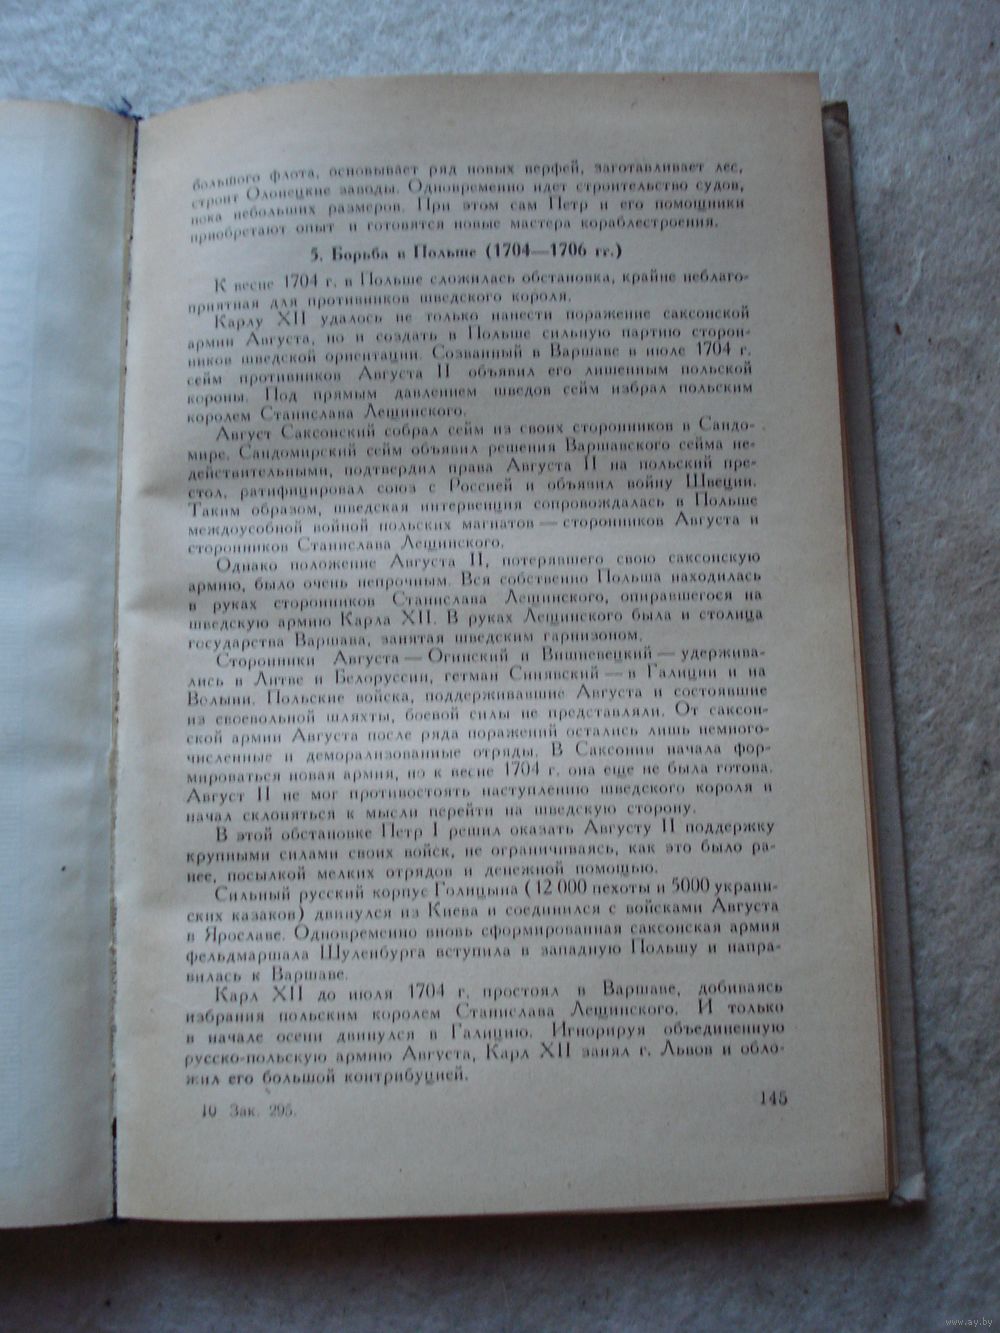 большого флота, основывает ряд новых верфей, заготавливает лес,
строит Олонецкие заводы. Одновременно идет строительство судов,
пока небольших размеров. При этом сам Петр и его помощники
приобретают опыт и готовятся новые мастера кораблестроения.
5. Борьба в Польше (1704—1706 гг.)
К весне 1704 г. в Польше сложилась обстановка, крайне неблаго-
приятная для противников шведского короля.
Карлу XII удалось не только нанести поражение саксонской
армии Августа, но и создать в Польше сильную партию сторон-
ников шведской ориентации. Созванный в Варшаве в июле 1704 г.
сейм противников Августа II объявил его лишенным польской
короны. Под прямым давлением шведов сейм избрал польским
королем Станислава Лещинского.
Август Саксонский собрал сейм из своих сторонников в Сандо-
мире. Сандомирский сейм объявил решения Варшавского сейма не-
действительными, подтвердил права Августа II на польский пре-
стол, ратифицировал союз с Россией и объявил войну Швеции.
Таким образом, шведская интервенция сопровождалась в Польше
междоусобной войной польских магнатов — сторонников Августа и
сторонников Станислава Лещинского.
Однако положение Августа II, потерявшего свою саксонскую
армию, было очень непрочным. Вся собственно Польша находилась
в руках сторонников Станислава Лещинского, опиравшегося на
шведскую армию Карла XII. В руках Лещинского была и столица
государства Варшава, занятая шведским гарнизоном.
Сторонники Августа — Огинский и Вишневецкий — удержива-
лись в Литве и Белоруссии, гетман Синявский — в Галиции и на
Волыни. Польские войска, поддерживавшие Августа и состоявшие
из своевольной шляхты, боевой силы не представляли. От саксон-
ской армии Августа после ряда поражений остались лишь немного-
численные и деморализованные отряды. В Саксонии начала фор-
мироваться новая армия, но к весне 1704 г. она еще не была готова.
Август II не мог противостоять наступлению шведского короля и
начал склоняться к мысли перейти на шведскую сторону.
В этой обстановке Петр I решил оказать Августу II поддержку
крупными силами своих войск, не ограничиваясь, как это было ра-
нее, посылкой мелких отрядов и денежной помощью.
Сильный русский корпус Голицына (12 000 пехоты и 5000 украин-
ских казаков) двинулся из Киева и соединился с войсками Августа
в Ярославе. Одновременно вновь сформированная саксонская армия
фельдмаршала Шуленбурга вступила в западную Польшу и напра-
вилась к Варшаве.
Карл XII до июля 1704 г. простоял в Варшаве, добиваясь
избрания польским королем Станислава Лещинского. И только
в начале осени двинулся в Галицию. Игнорируя объединенную
русско-польскую армию Августа, Карл XII занял г. Львов и обло-
жил его большой контрибуцией.
10 Зак. 295.
145
www.ay.by